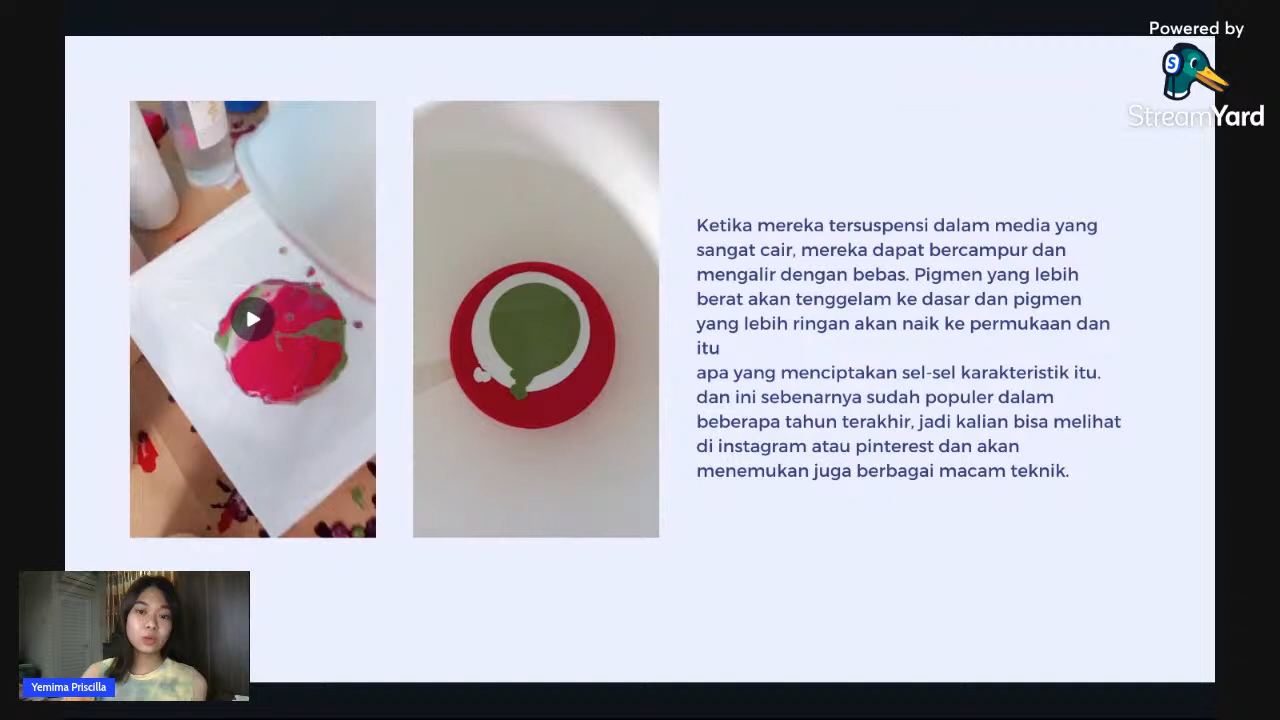 Powered by
StreamYard
Ketika mereka tersuspensi dalam media yang
sangat cair, mereka dapat bercampur dan
mengalir dengan bebas. Pigmen yang lebih
berat akan tenggelam ke dasar dan pigmen
yang lebih ringan akan naik ke permukaan dan
itu
apa yang menciptakan sel-sel karakteristik itu.
dan ini sebenarnya sudah populer dalam
beberapa tahun terakhir, jadi kalian bisa melihat
di instagram atau pinterest dan akan
menemukan juga berbagai macam teknik.
Yemima Priscilla